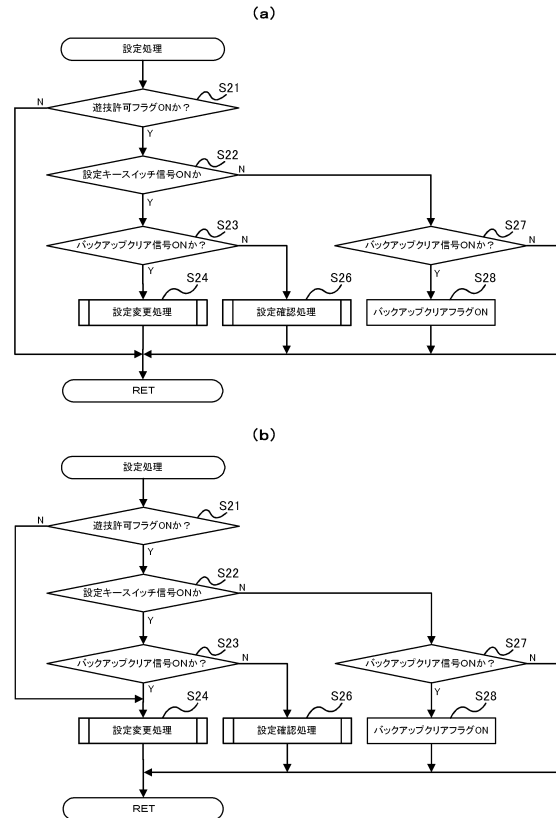 (a)
設定処理
S21
遊技許可フラグONか？
N
Y
S22
設定キースイッチ信号ONか
N
Y
S23
バックアップクリア信号ONか？
N
Y
S27
バックアップクリア信号ONか？
N
Y
S24
設定変更処理
S26
設定確認処理
S28
バックアップクリアフラグON
RET
(b)
設定処理
S21
遊技許可フラグONか？
N
Y
S22
設定キースイッチ信号ONか
N
Y
S23
バックアップクリア信号ONか？
N
Y
S27
バックアップクリア信号ONか？
N
Y
S24
設定変更処理
S26
設定確認処理
S28
バックアップクリアフラグON
RET